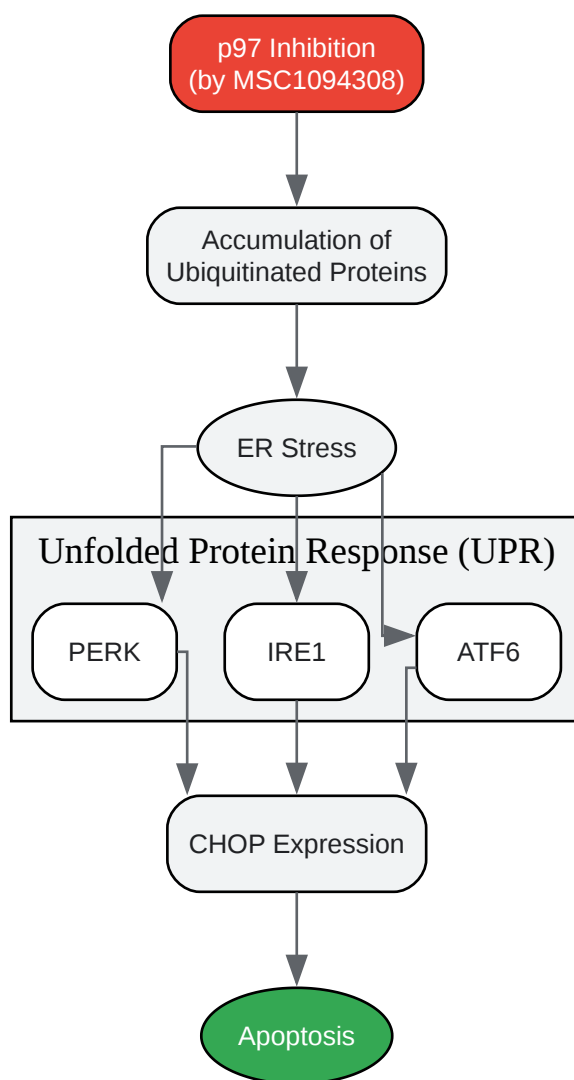 p97 Inhibition
(by MSC1094308)
Accumulation of
Ubiquitinated Proteins
ER Stress
Unfolded Protein Response (UPR)
PERK
IRE1
ATF6
CHOP Expression
Apoptosis